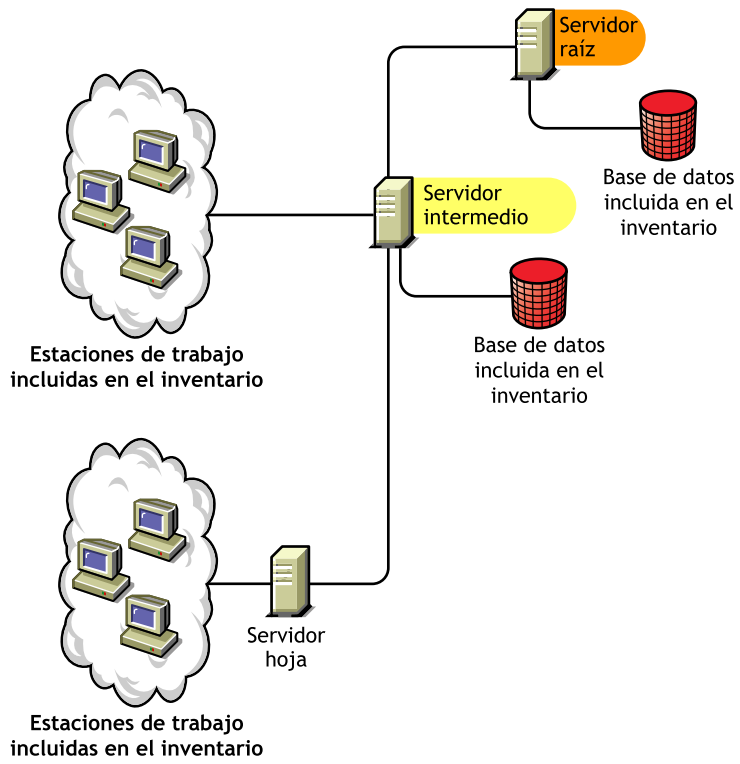 Servidor
raíz
Base de datos
incluida en el
inventario
Servidor
intermedio
Base de datos
incluida en el
inventario
Estaciones de trabajo
incluidas en el inventario
Servidor
hoja
Estaciones de trabajo
incluidas en el inventario